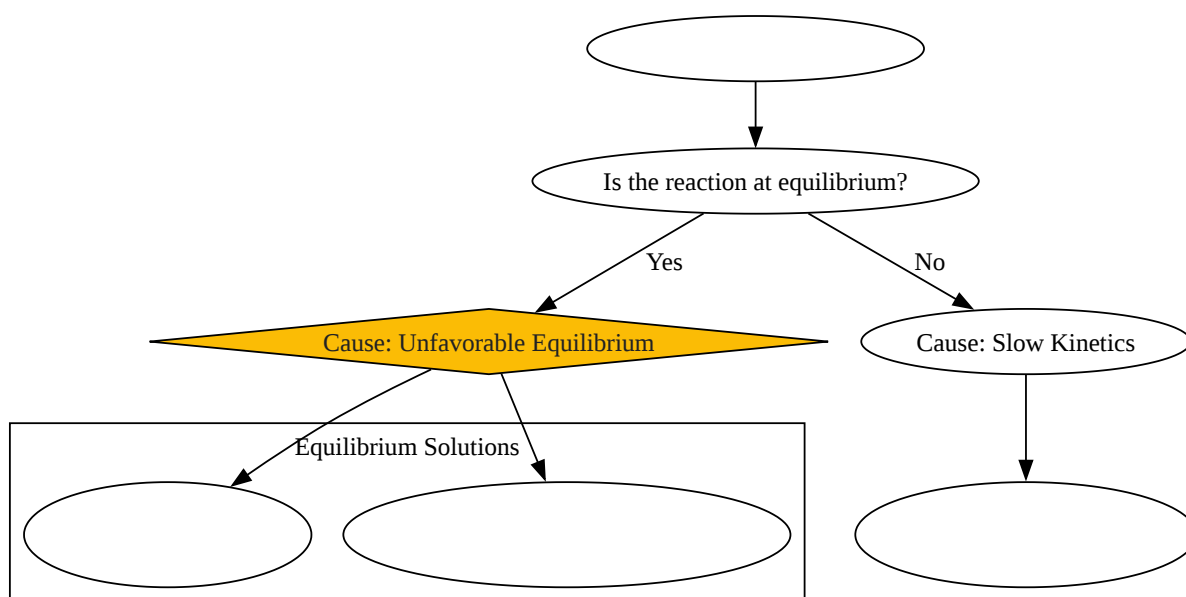 Is the reaction at equilibrium?
Yes
No
Cause: Unfavorable Equilibrium
Cause: Slow Kinetics
Equilibrium Solutions